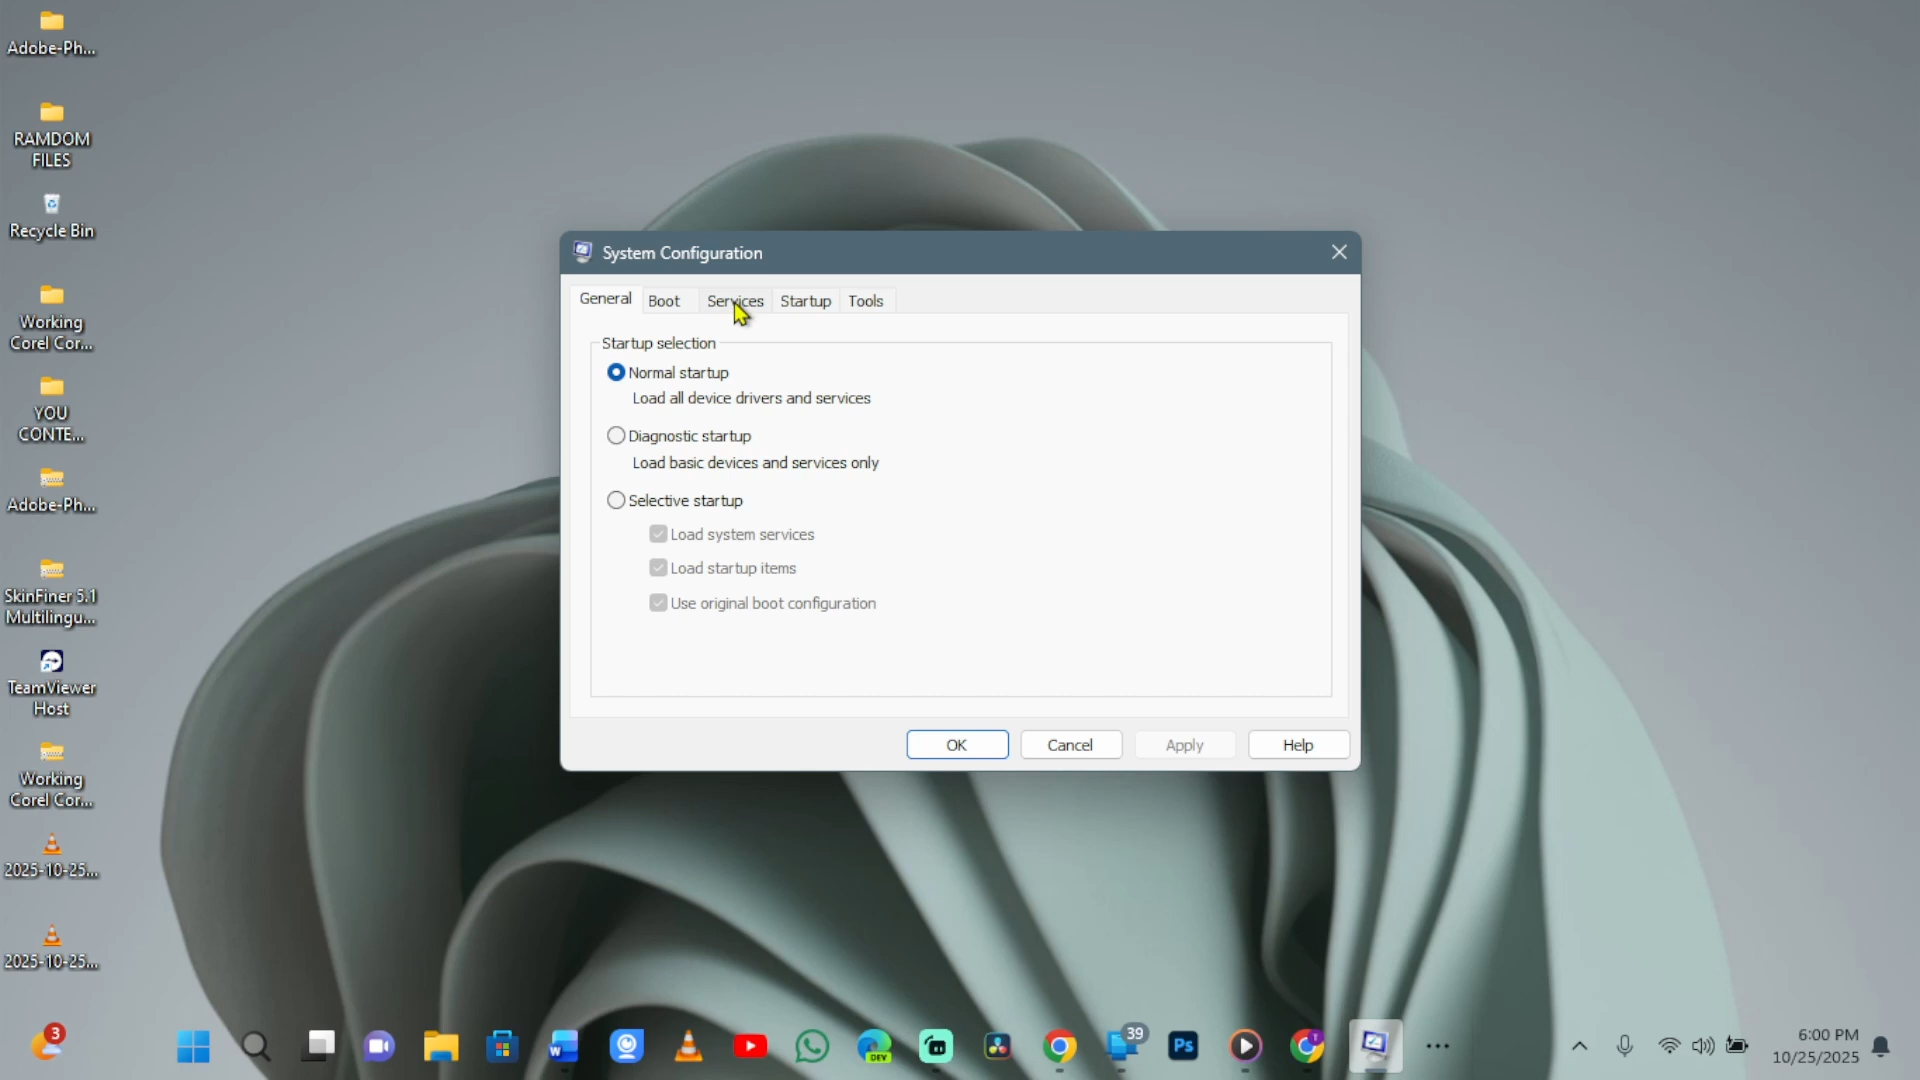 Adobe-Ph...
RAMDOM
FILES
Recycle Bin
Working
Corel Cor...
YOU
CONTE...
Adobe-Ph...
SkinFiner 5.1
Multilingu...
TeamViewer
Host
Working
Corel Cor...
2025-10-25...
2025-10-25...
System Configuration
General
Boot
Services
Startup
Tools
Startup selection
Normal startup
Load all device drivers and services
Diagnostic startup
Load basic devices and services only
Selective startup
Load system services
Load startup items
Use original boot configuration
OK
Cancel
Apply
Help
3
W
DEV
39
Ps
T
6:00 PM
10/25/2025